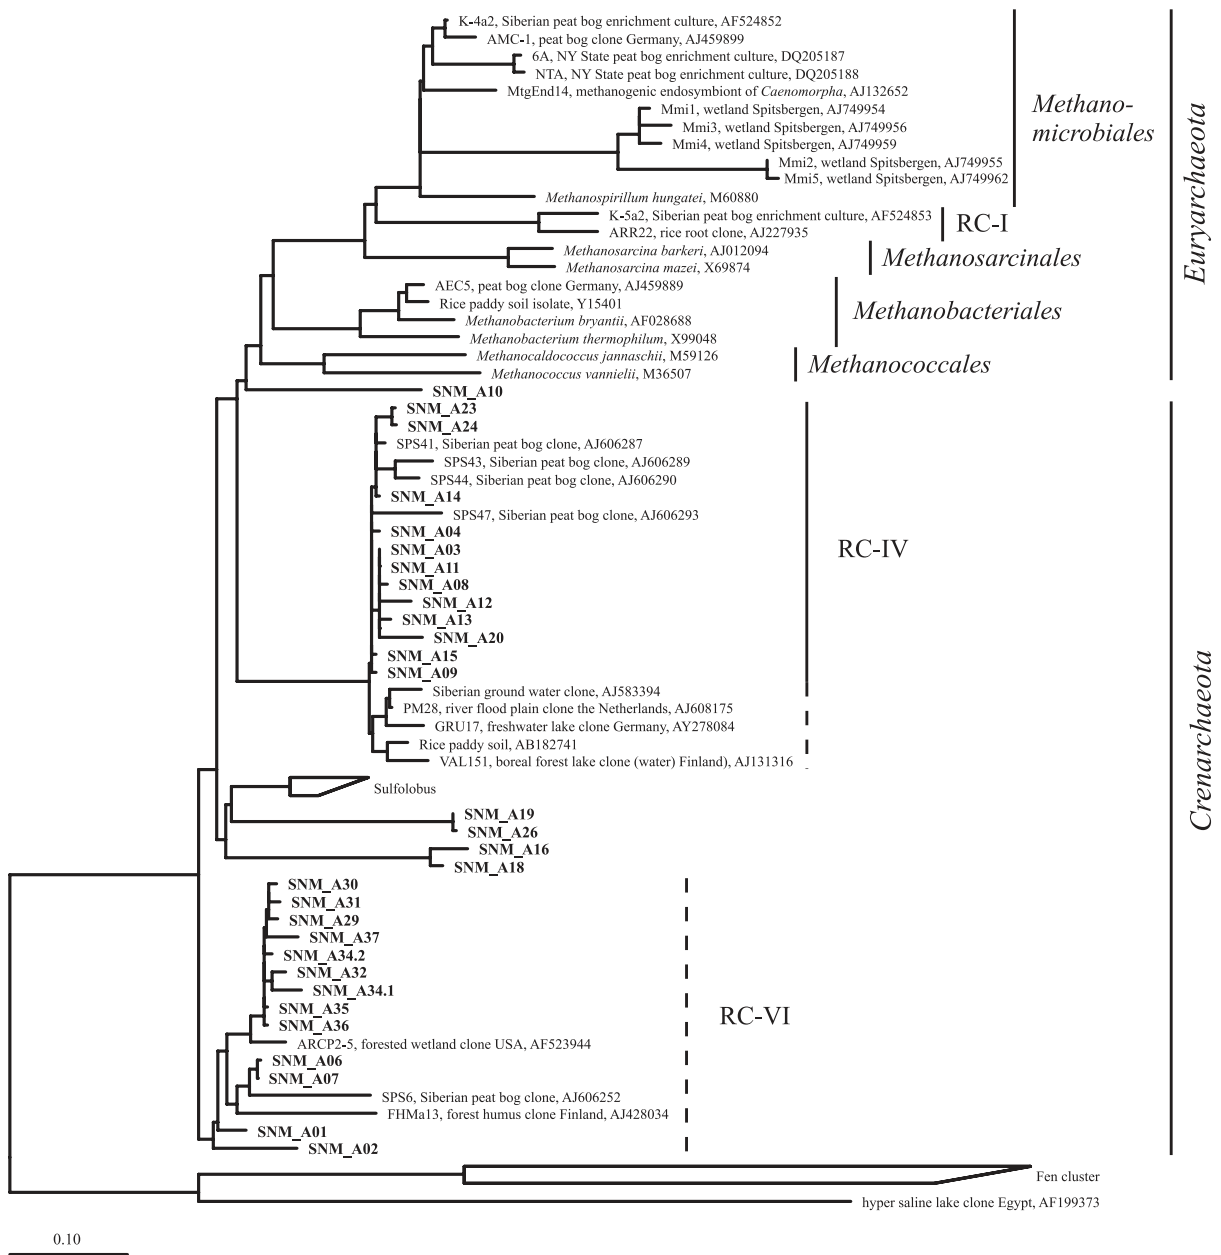 K-4a2, Siberian peat bog enrichment culture, AF524852
AMC-1, peat bog clone Germany, AJ459899
6A, NY State peat bog enrichment culture, DQ205187
NTA, NY State peat bog enrichment culture, DQ205188
MtgEnd14, methanogenic endosymbiont of Caenomorpha, AJ132652
Mmi1, wetland Spitsbergen, AJ749954
Mmi3, wetland Spitsbergen, AJ749956
Mmi4, wetland Spitsbergen, AJ749959
Mmi2, wetland Spitsbergen, AJ749955
Mmi5, wetland Spitsbergen, AJ749962
Methanospirillum hungatei, M60880
Methano-
microbiales
K-5a2, Siberian peat bog enrichment culture, AF524853
ARR22, rice root clone, AJ227935
RC-I
Methanosarcina barkeri, AJ012094
Methanosarcina mazei, X69874
Methanosarcinales
AEC5, peat bog clone Germany, AJ459889
Rice paddy soil isolate, Y15401
Methanobacterium bryantii, AF028688
Methanobacterium thermophilum, X99048
Methanobacteriales
Methanocaldococcus jannaschii, M59126
Methanococcus vannielii, M36507
Methanococcales
Euryarchaeota
SNM_A10
SNM_A23
SNM_A24
SPS41, Siberian peat bog clone, AJ606287
SPS43, Siberian peat bog clone, AJ606289
SPS44, Siberian peat bog clone, AJ606290
SNM_A14
SPS47, Siberian peat bog clone, AJ606293
SNM_A04
SNM_A03
SNM_A11
SNM_A08
SNM_A12
SNM_A13
SNM_A20
SNM_A15
SNM_A09
Siberian ground water clone, AJ583394
PM28, river flood plain clone the Netherlands, AJ608175
GRU17, freshwater lake clone Germany, AY278084
Rice paddy soil, AB182741
VAL151, boreal forest lake clone (water) Finland), AJ131316
RC-IV
Sulfolobus
SNM_A19
SNM_A26
SNM_A16
SNM_A18
SNM_A30
SNM_A31
SNM_A29
SNM_A37
SNM_A34.2
SNM_A32
SNM_A34.1
SNM_A35
SNM_A36
ARCP2-5, forested wetland clone USA, AF523944
SNM_A06
SNM_A07
SPS6, Siberian peat bog clone, AJ606252
FHMa13, forest humus clone Finland, AJ428034
SNM_A01
SNM_A02
RC-VI
Crenarchaeota
Fen cluster
hyper saline lake clone Egypt, AF199373
0.10